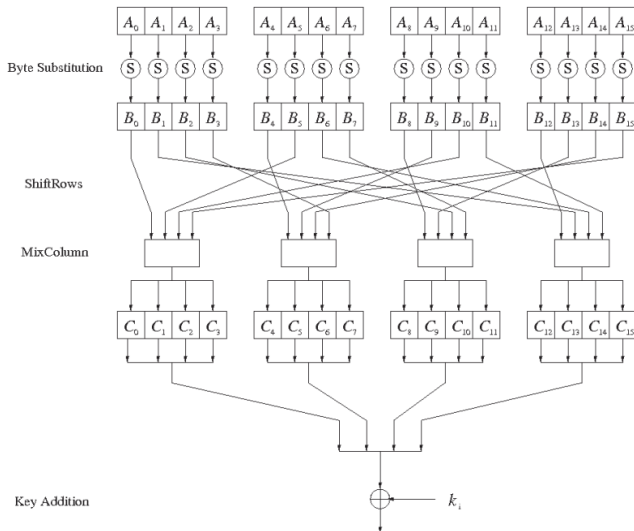 A₀ A₁ A₂ A₃ A₄ A₅ A₆ A₇ A₈ A₉ A₁₀ A₁₁ A₁₂ A₁₃ A₁₄ A₁₅
Byte Substitution S S S S S S S S S S S S S S S S
B₀ B₁ B₂ B₃ B₄ B₅ B₆ B₇ B₈ B₉ B₁₀ B₁₁ B₁₂ B₁₃ B₁₄ B₁₅
ShiftRows
MixColumn
C₀ C₁ C₂ C₃ C₄ C₅ C₆ C₇ C₈ C₉ C₁₀ C₁₁ C₁₂ C₁₃ C₁₄ C₁₅
Key Addition kᵢ